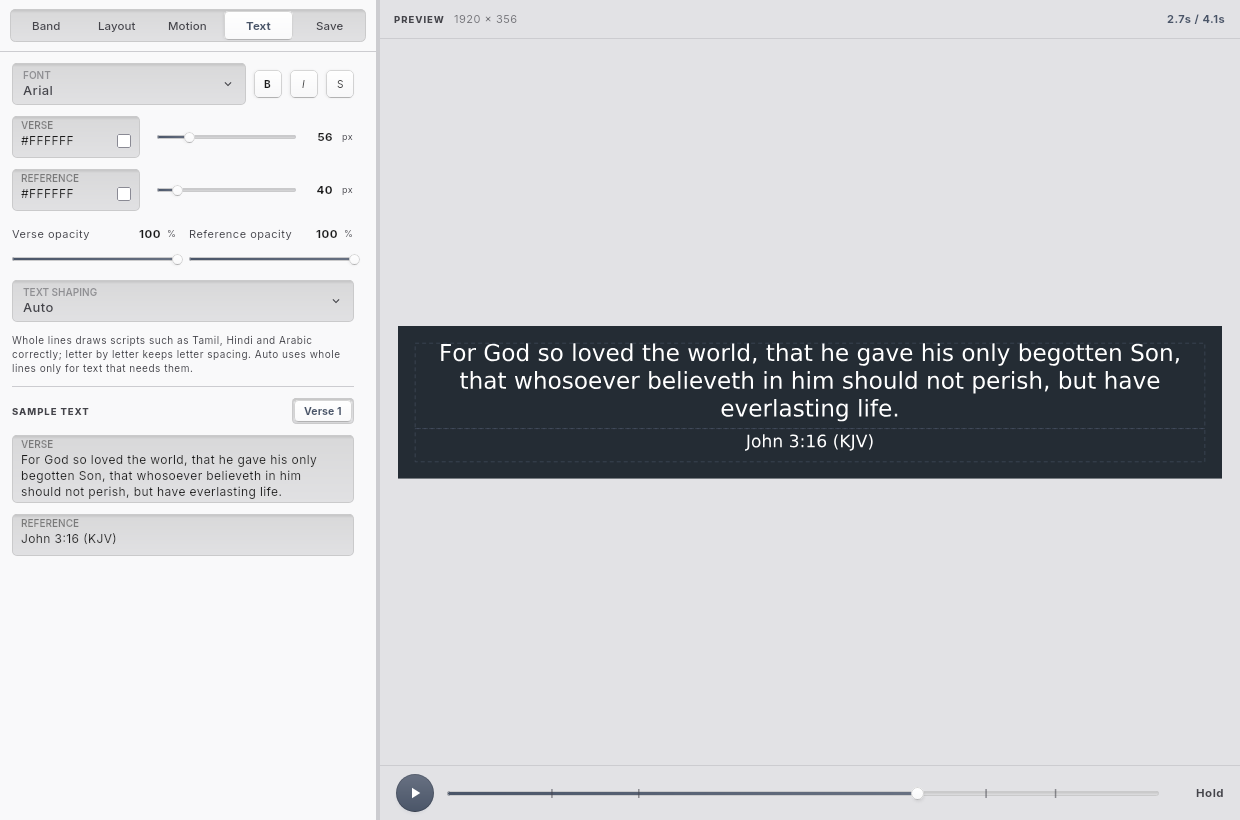 Band Layout Motion Text Save
PREVIEW 1920 × 356 2.7s / 4.1s
FONT
Arial
B I S
VERSE
#FFFFFF
56 px
REFERENCE
#FFFFFF
40 px
Verse opacity 100 % Reference opacity 100 %
TEXT SHAPING
Auto
Whole lines draws scripts such as Tamil, Hindi and Arabic
correctly; letter by letter keeps letter spacing. Auto uses whole
lines only for text that needs them.
SAMPLE TEXT Verse 1
VERSE
For God so loved the world, that he gave his only
begotten Son, that whosoever believeth in him
should not perish, but have everlasting life.
REFERENCE
John 3:16 (KJV)
For God so loved the world, that he gave his only begotten Son,
that whosoever believeth in him should not perish, but have
everlasting life.
John 3:16 (KJV)
Hold